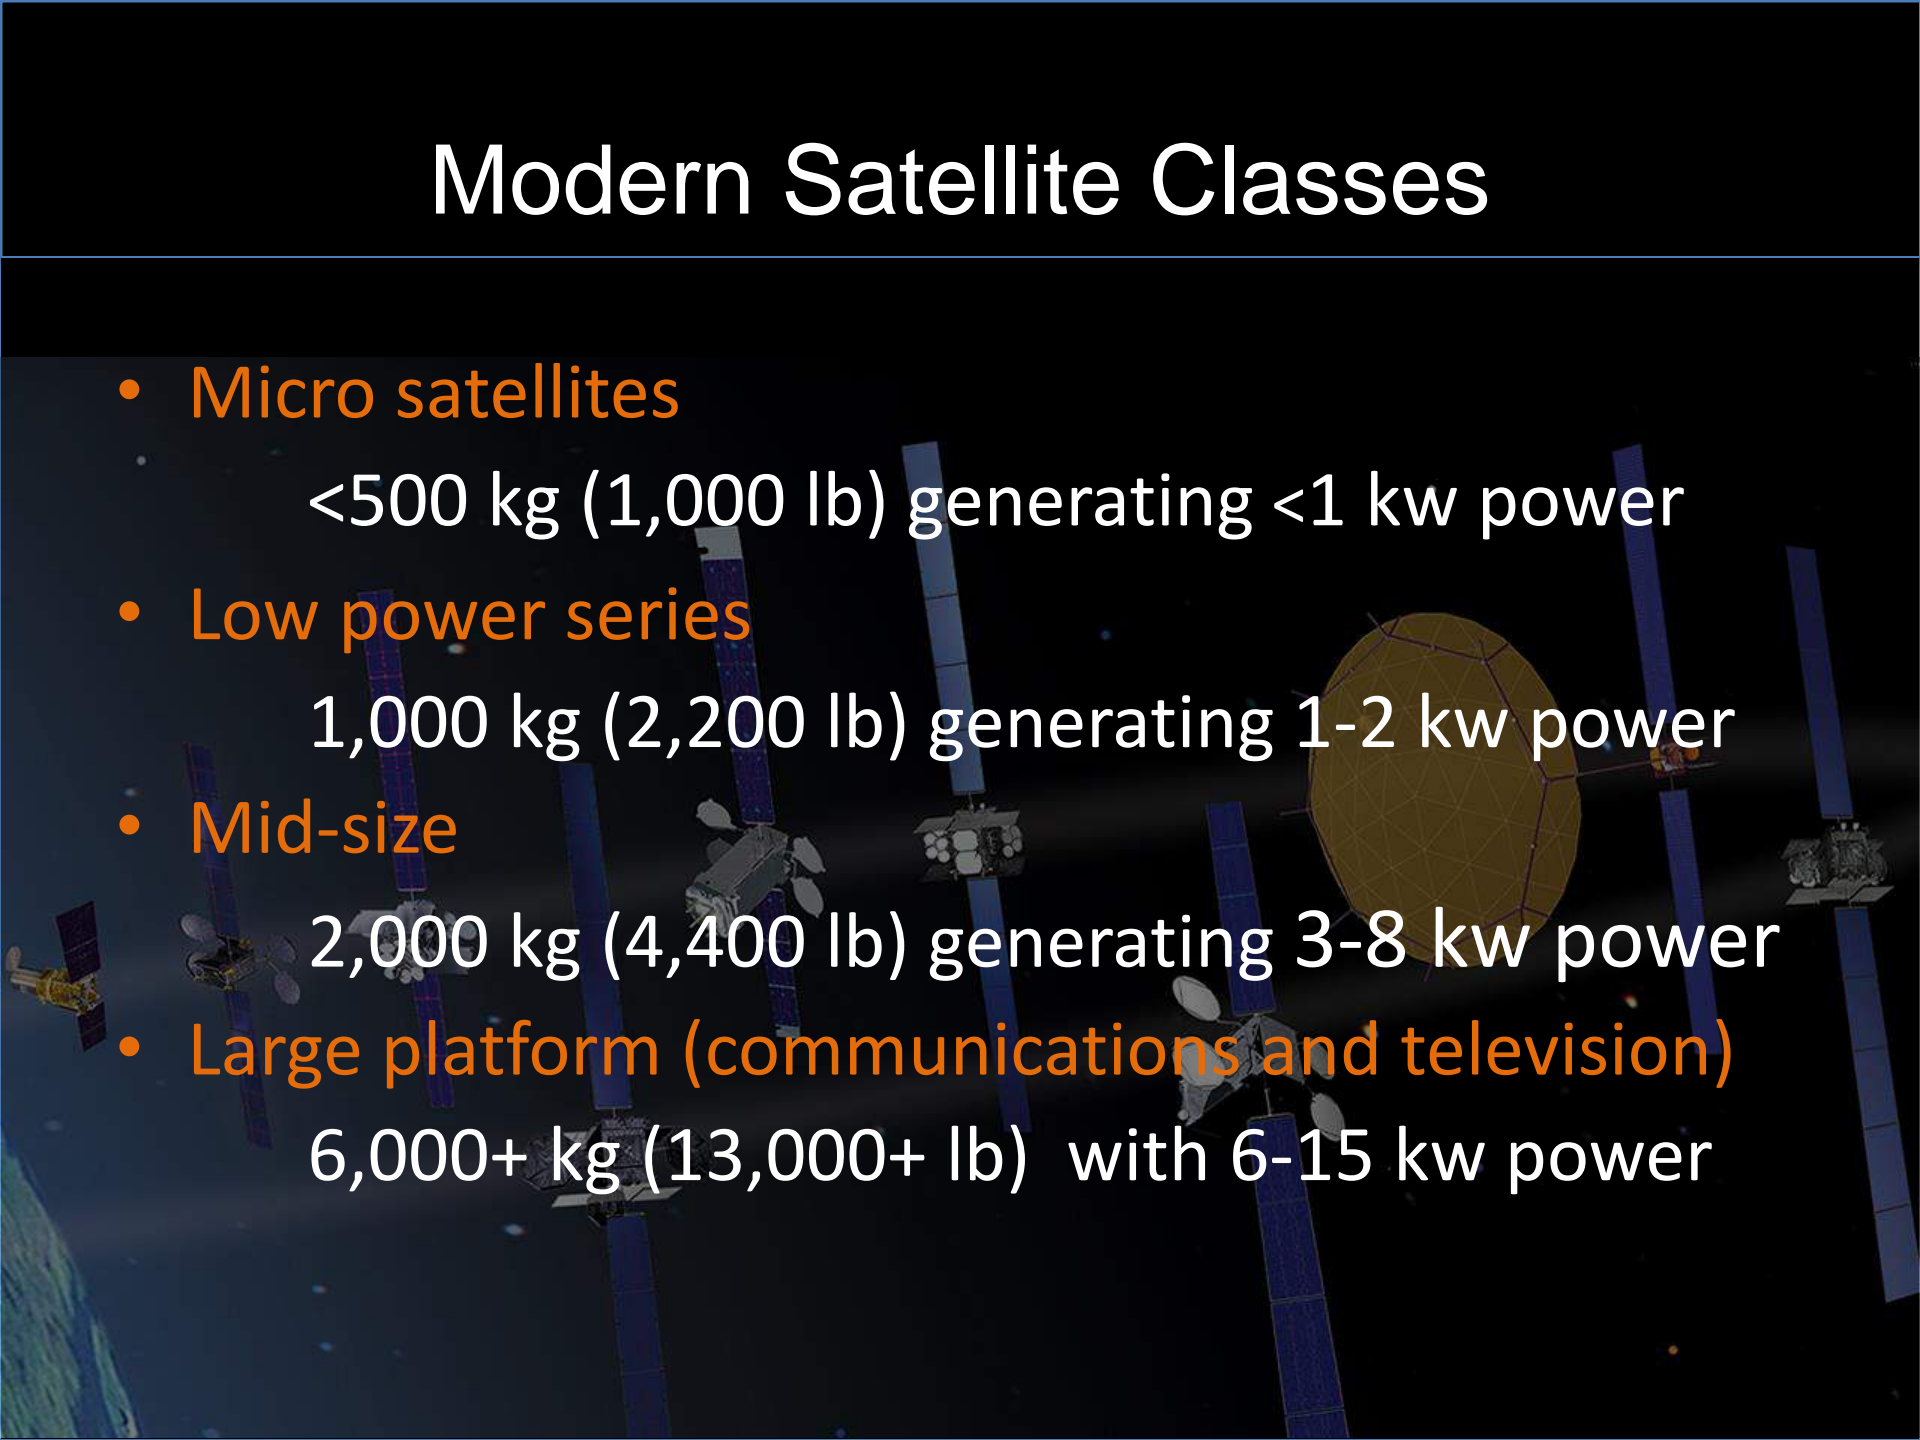 Modern Satellite Classes
• Micro satellites
<500 kg (1,000 lb) generating <1 kw power
• Low power series
1,000 kg (2,200 lb) generating 1-2 kw power
• Mid-size
2,000 kg (4,400 lb) generating 3-8 kw power
• Large platform (communications and television)
6,000+ kg (13,000+ lb)  with 6-15 kw power